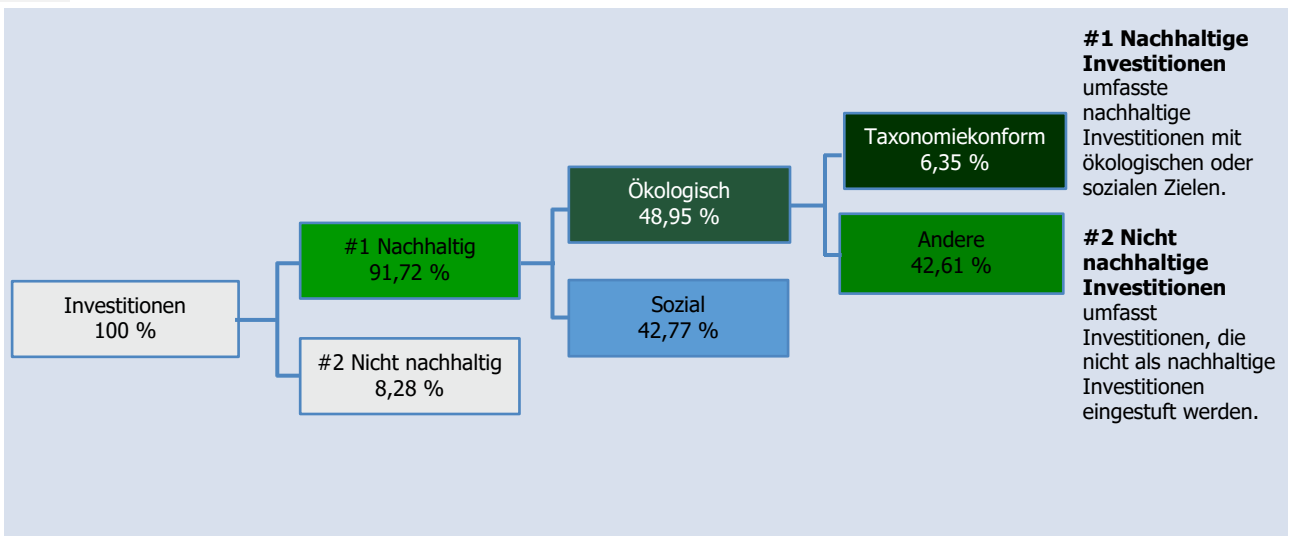 Investitionen
100 %
#1 Nachhaltig
91,72 %
#2 Nicht nachhaltig
8,28 %
Ökologisch
48,95 %
Sozial
42,77 %
Taxonomiekonform
6,35 %
Andere
42,61 %
#1 Nachhaltige
Investitionen
umfasste
nachhaltige
Investitionen mit
ökologischen oder
sozialen Zielen.
#2 Nicht
nachhaltige
Investitionen
umfasst
Investitionen, die
nicht als nachhaltige
Investitionen
eingestuft werden.